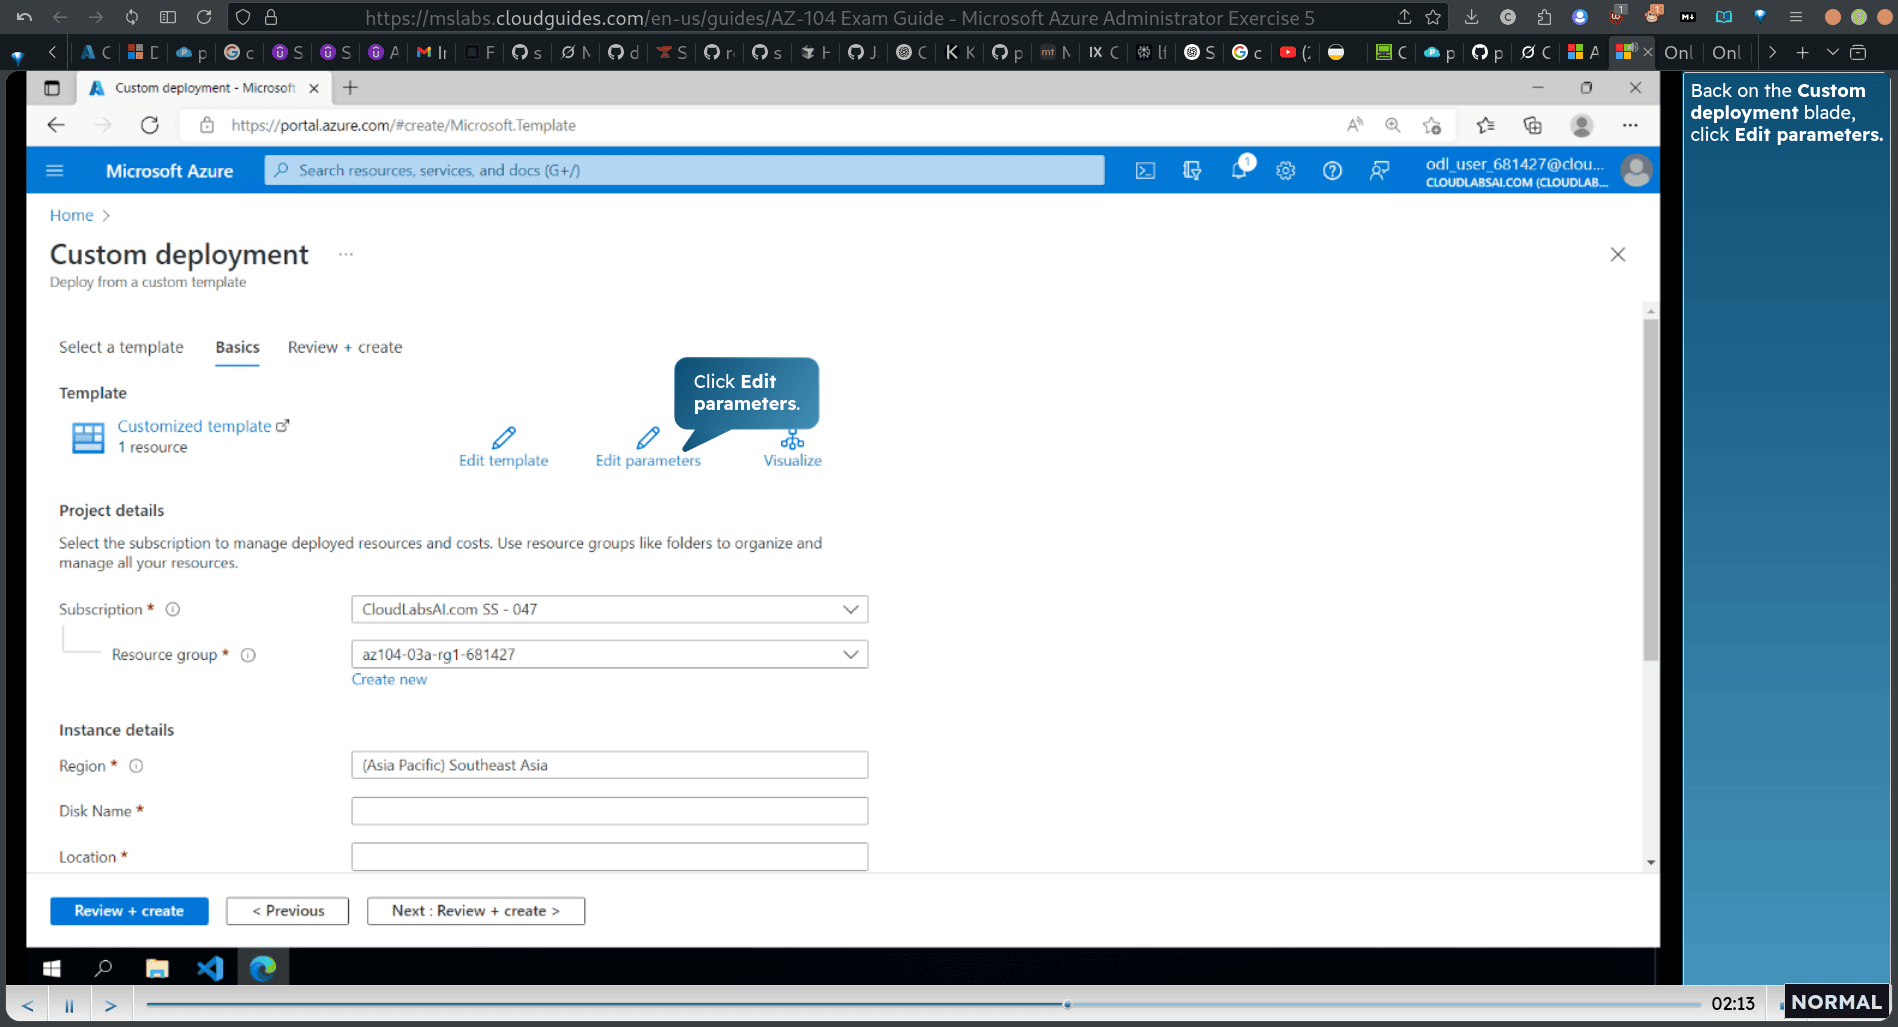 https://mslabs.cloudguides.com/en-us/guides/AZ-104 Exam Guide - Microsoft Azure Administrator Exercise 5
Onl
Onl
Custom deployment - Microsoft
https://portal.azure.com/#create/Microsoft.Template
Microsoft Azure
Search resources, services, and docs (G+/)
1
odl_user_681427@clou...
CLOUDLABSAI.COM (CLOUDLAB...
Home
Custom deployment
...
Deploy from a custom template
Select a template
Basics
Review + create
Click Edit
parameters.
Template
Customized template
1 resource
Edit template
Edit parameters
Visualize
Project details
Select the subscription to manage deployed resources and costs. Use resource groups like folders to organize and
manage all your resources.
Subscription *
CloudLabsAI.com SS - 047
Resource group *
az104-03a-rg1-681427
Create new
Instance details
Region *
(Asia Pacific) Southeast Asia
Disk Name *
Location *
Review + create
< Previous
Next : Review + create >
Back on the Custom
deployment blade,
click Edit parameters.
02:13
NORMAL